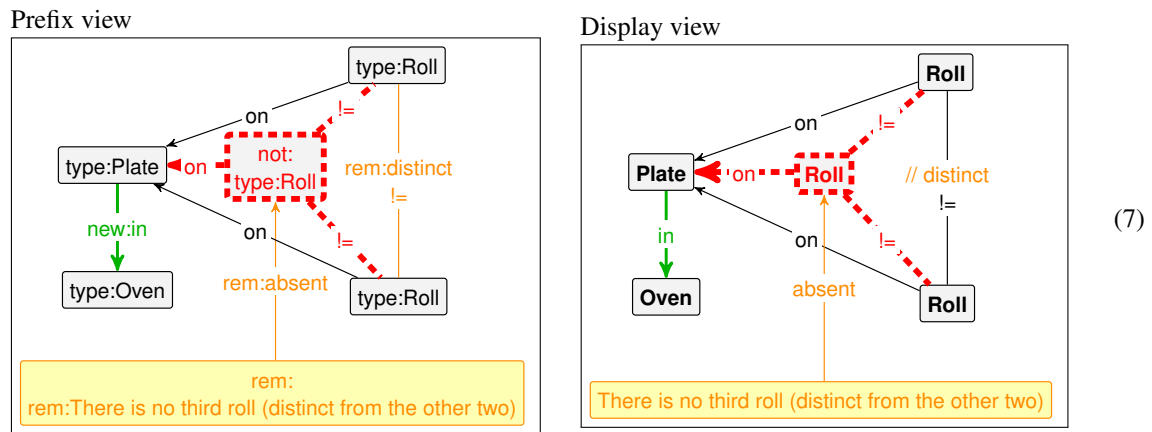 Prefix view
type:Roll
on
!=
not:
type:Roll
type:Plate
on
rem:distinct
!=
new:in
on
!=
type:Oven
rem:absent
type:Roll
rem:
rem:There is no third roll (distinct from the other two)
Display view
Roll
on
!=
Plate
on
Roll
// distinct
!=
in
on
!=
Oven
absent
Roll
There is no third roll (distinct from the other two)
(7)